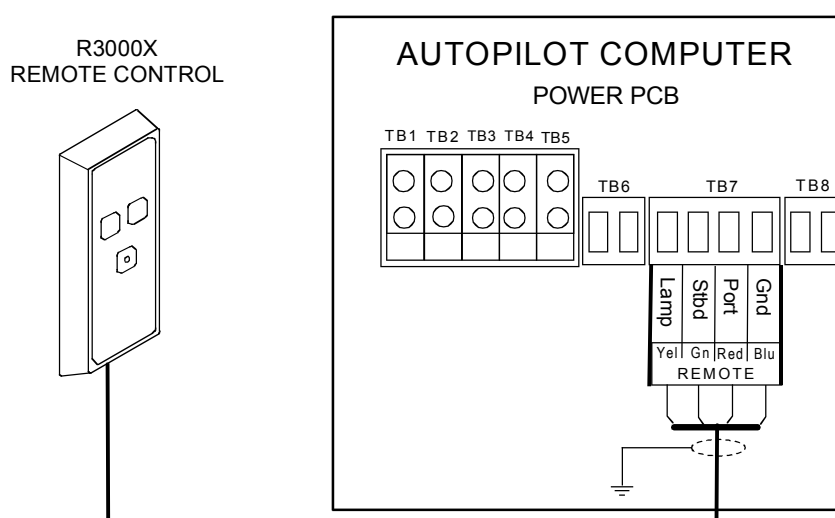 R3000X
REMOTE CONTROL
AUTOPILOT COMPUTER
POWER PCB
TB1 TB2 TB3 TB4 TB5
TB6
TB7
TB8
Lamp
Stbd
Port
Gnd
Yel Gn Red Blu
REMOTE